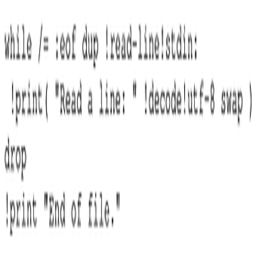 while /= :eof dup !read-line!stdin:
!print( "Read a line: " !decode!utf-8 swap )
drop
!print "End of file."